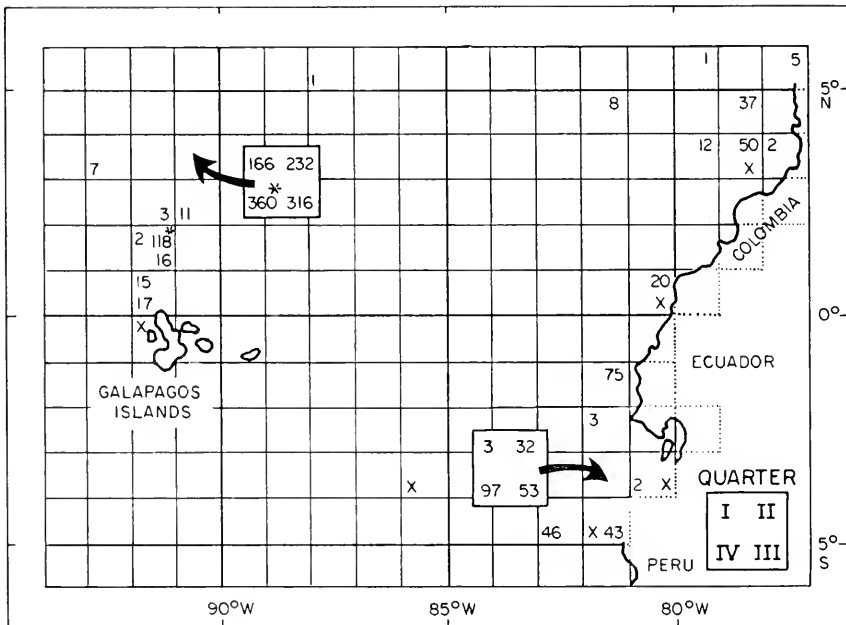 1 5
1
5°
N
8 37
12 50 2
X
7
166 232
*
360 316
3 11
*
2 118
16
COLOMBIA
15
20
17
X
X
0°
ECUADOR
75
GALAPAGOS
ISLANDS
3
3 32
97 53
QUARTER
X
2 X
I II
IV III
46 X 43
5°
S
PERU
90°W 85°W 80°W